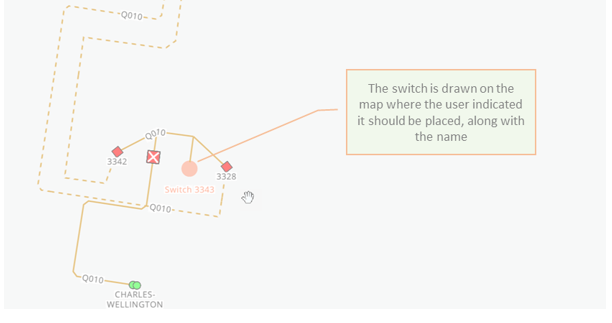 Q010
The switch is drawn on the
map where the user indicated
it should be placed, along with
the name
Q010
3342
3328
Switch 3343
Q010
Q010
CHARLES-
WELLINGTON